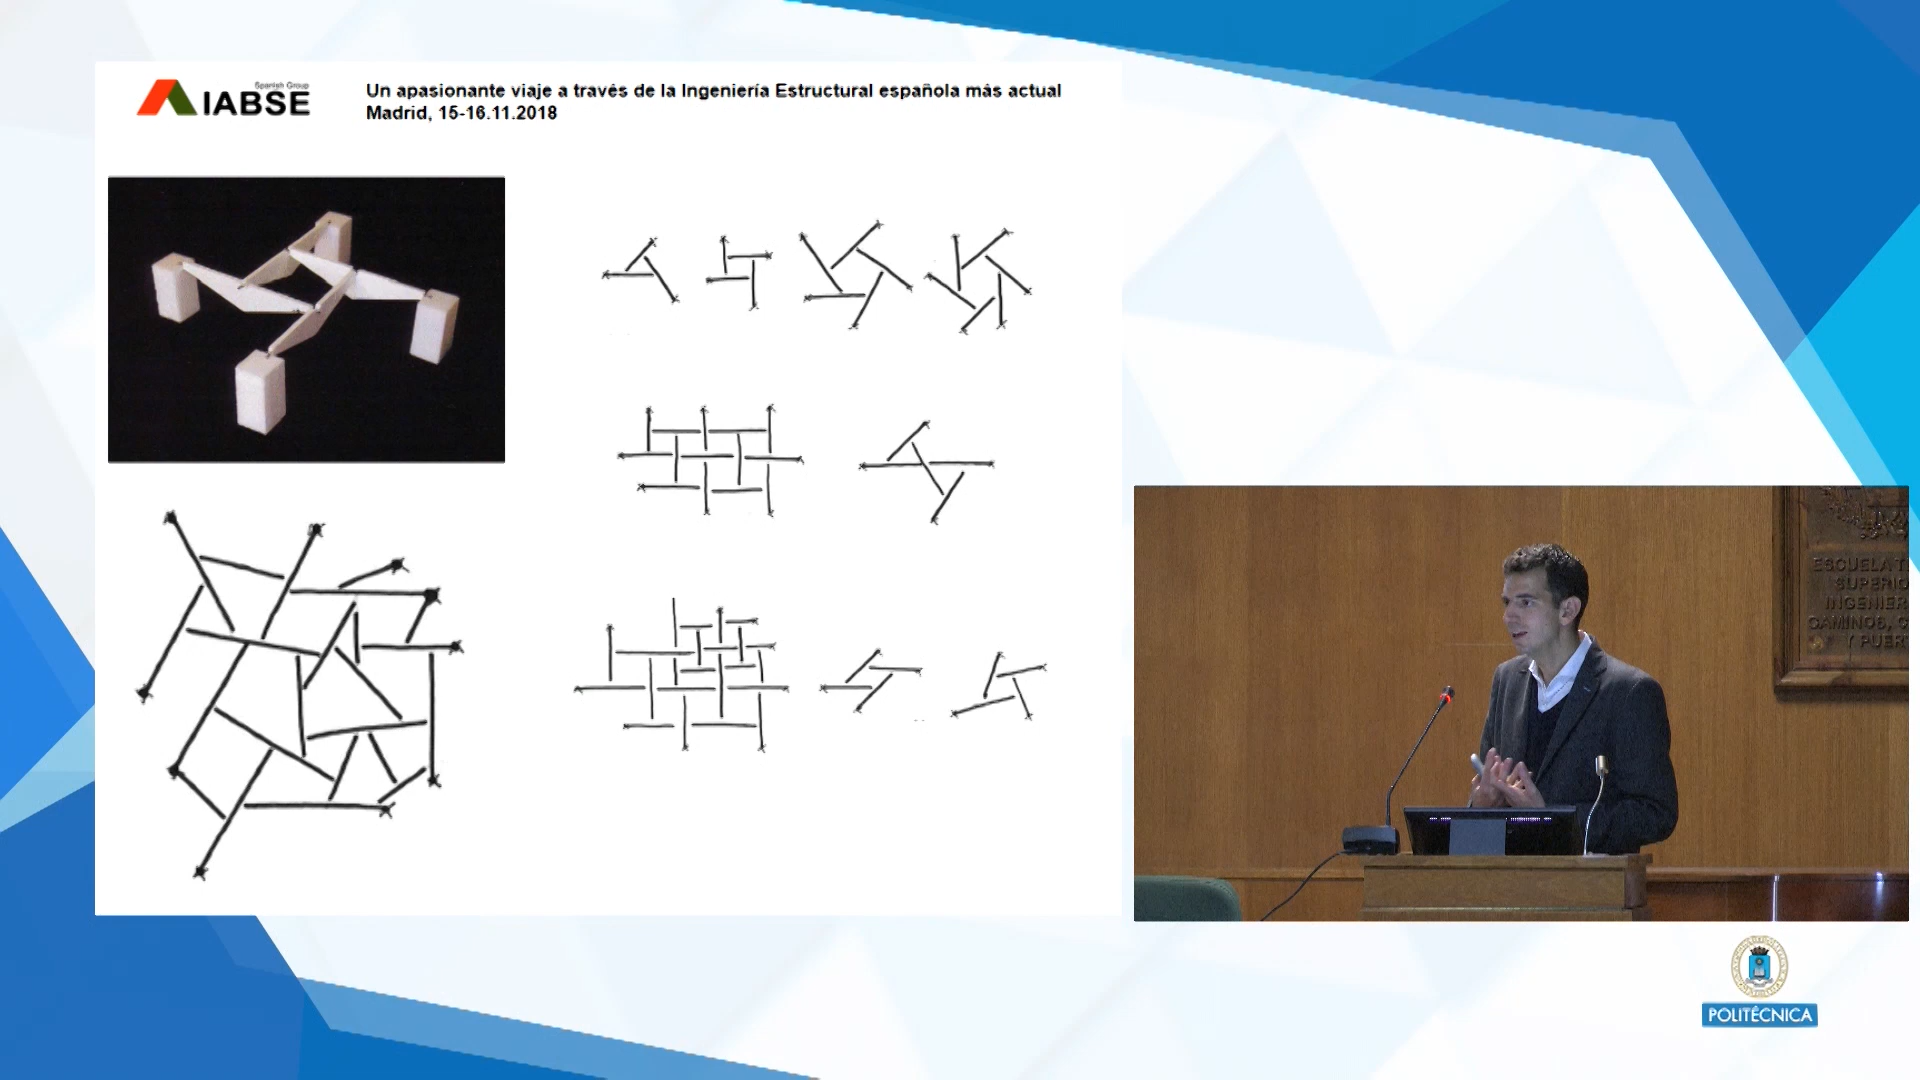 Spanish Group
IABSE
Un apasionante viaje a través de la Ingeniería Estructural española más actual
Madrid, 15-16.11.2018
ESCUELA T
SUPERIO
INGENIER
CAMINOS, C
Y PUER
POLITÉCNICA